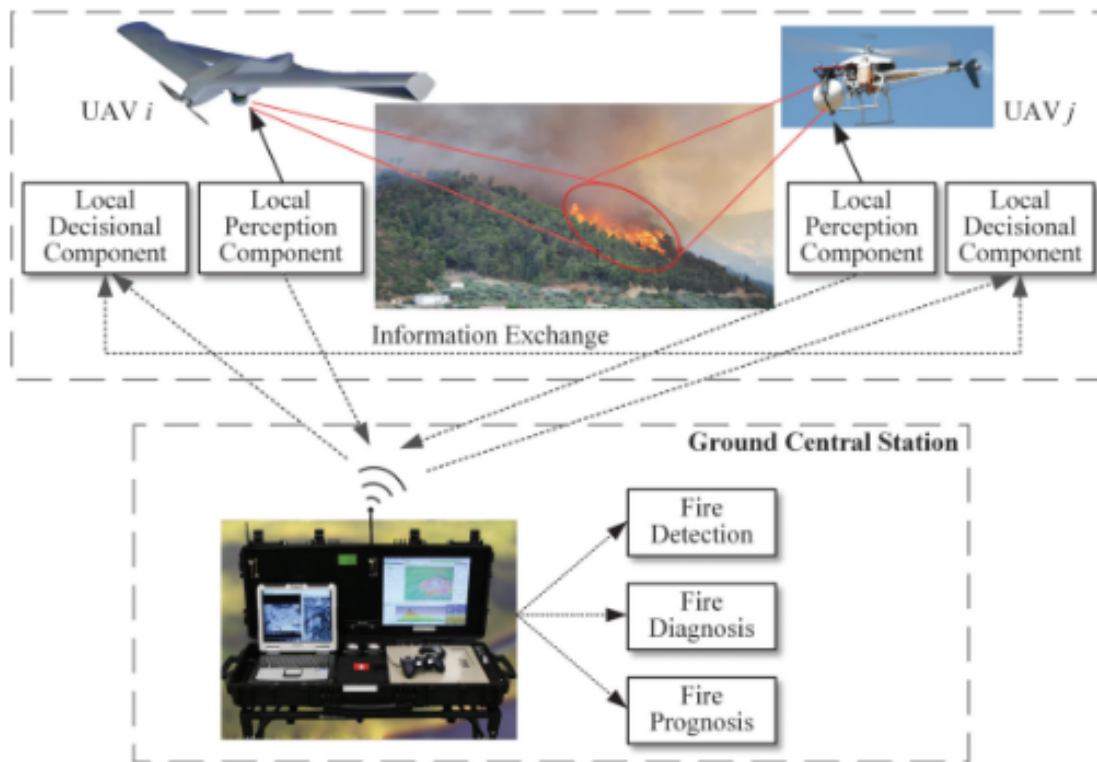 UAV i
UAV j
Local
Decisional
Component
Local
Perception
Component
Local
Perception
Component
Local
Decisional
Component
Information Exchange
Ground Central Station
Fire
Detection
Fire
Diagnosis
Fire
Prognosis